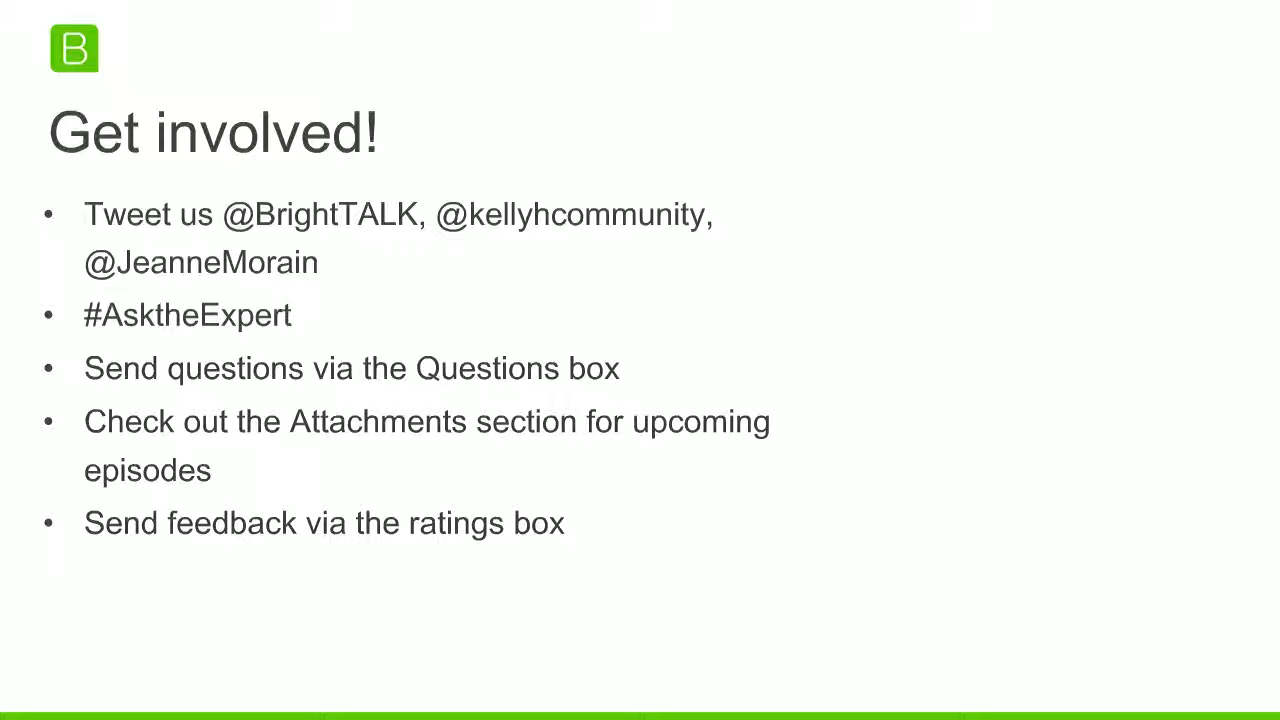 B
Get involved!
• Tweet us @BrightTALK, @kellyhcommunity,
@JeanneMorain
• #AsktheExpert
• Send questions via the Questions box
• Check out the Attachments section for upcoming
episodes
• Send feedback via the ratings box